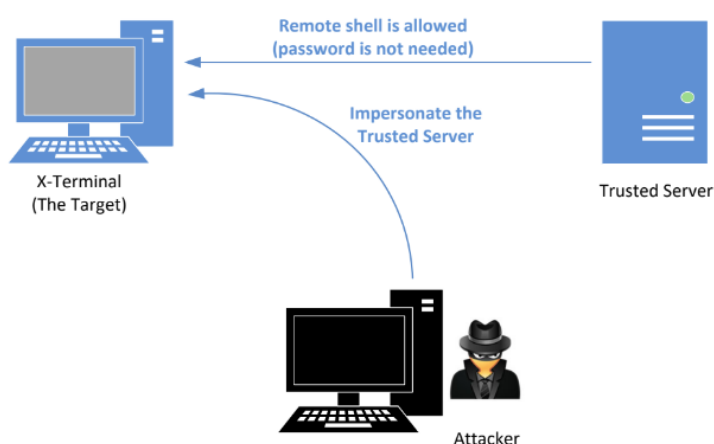 Remote shell is allowed
(password is not needed)
Impersonate the
Trusted Server
X-Terminal
(The Target)
Trusted Server
Attacker